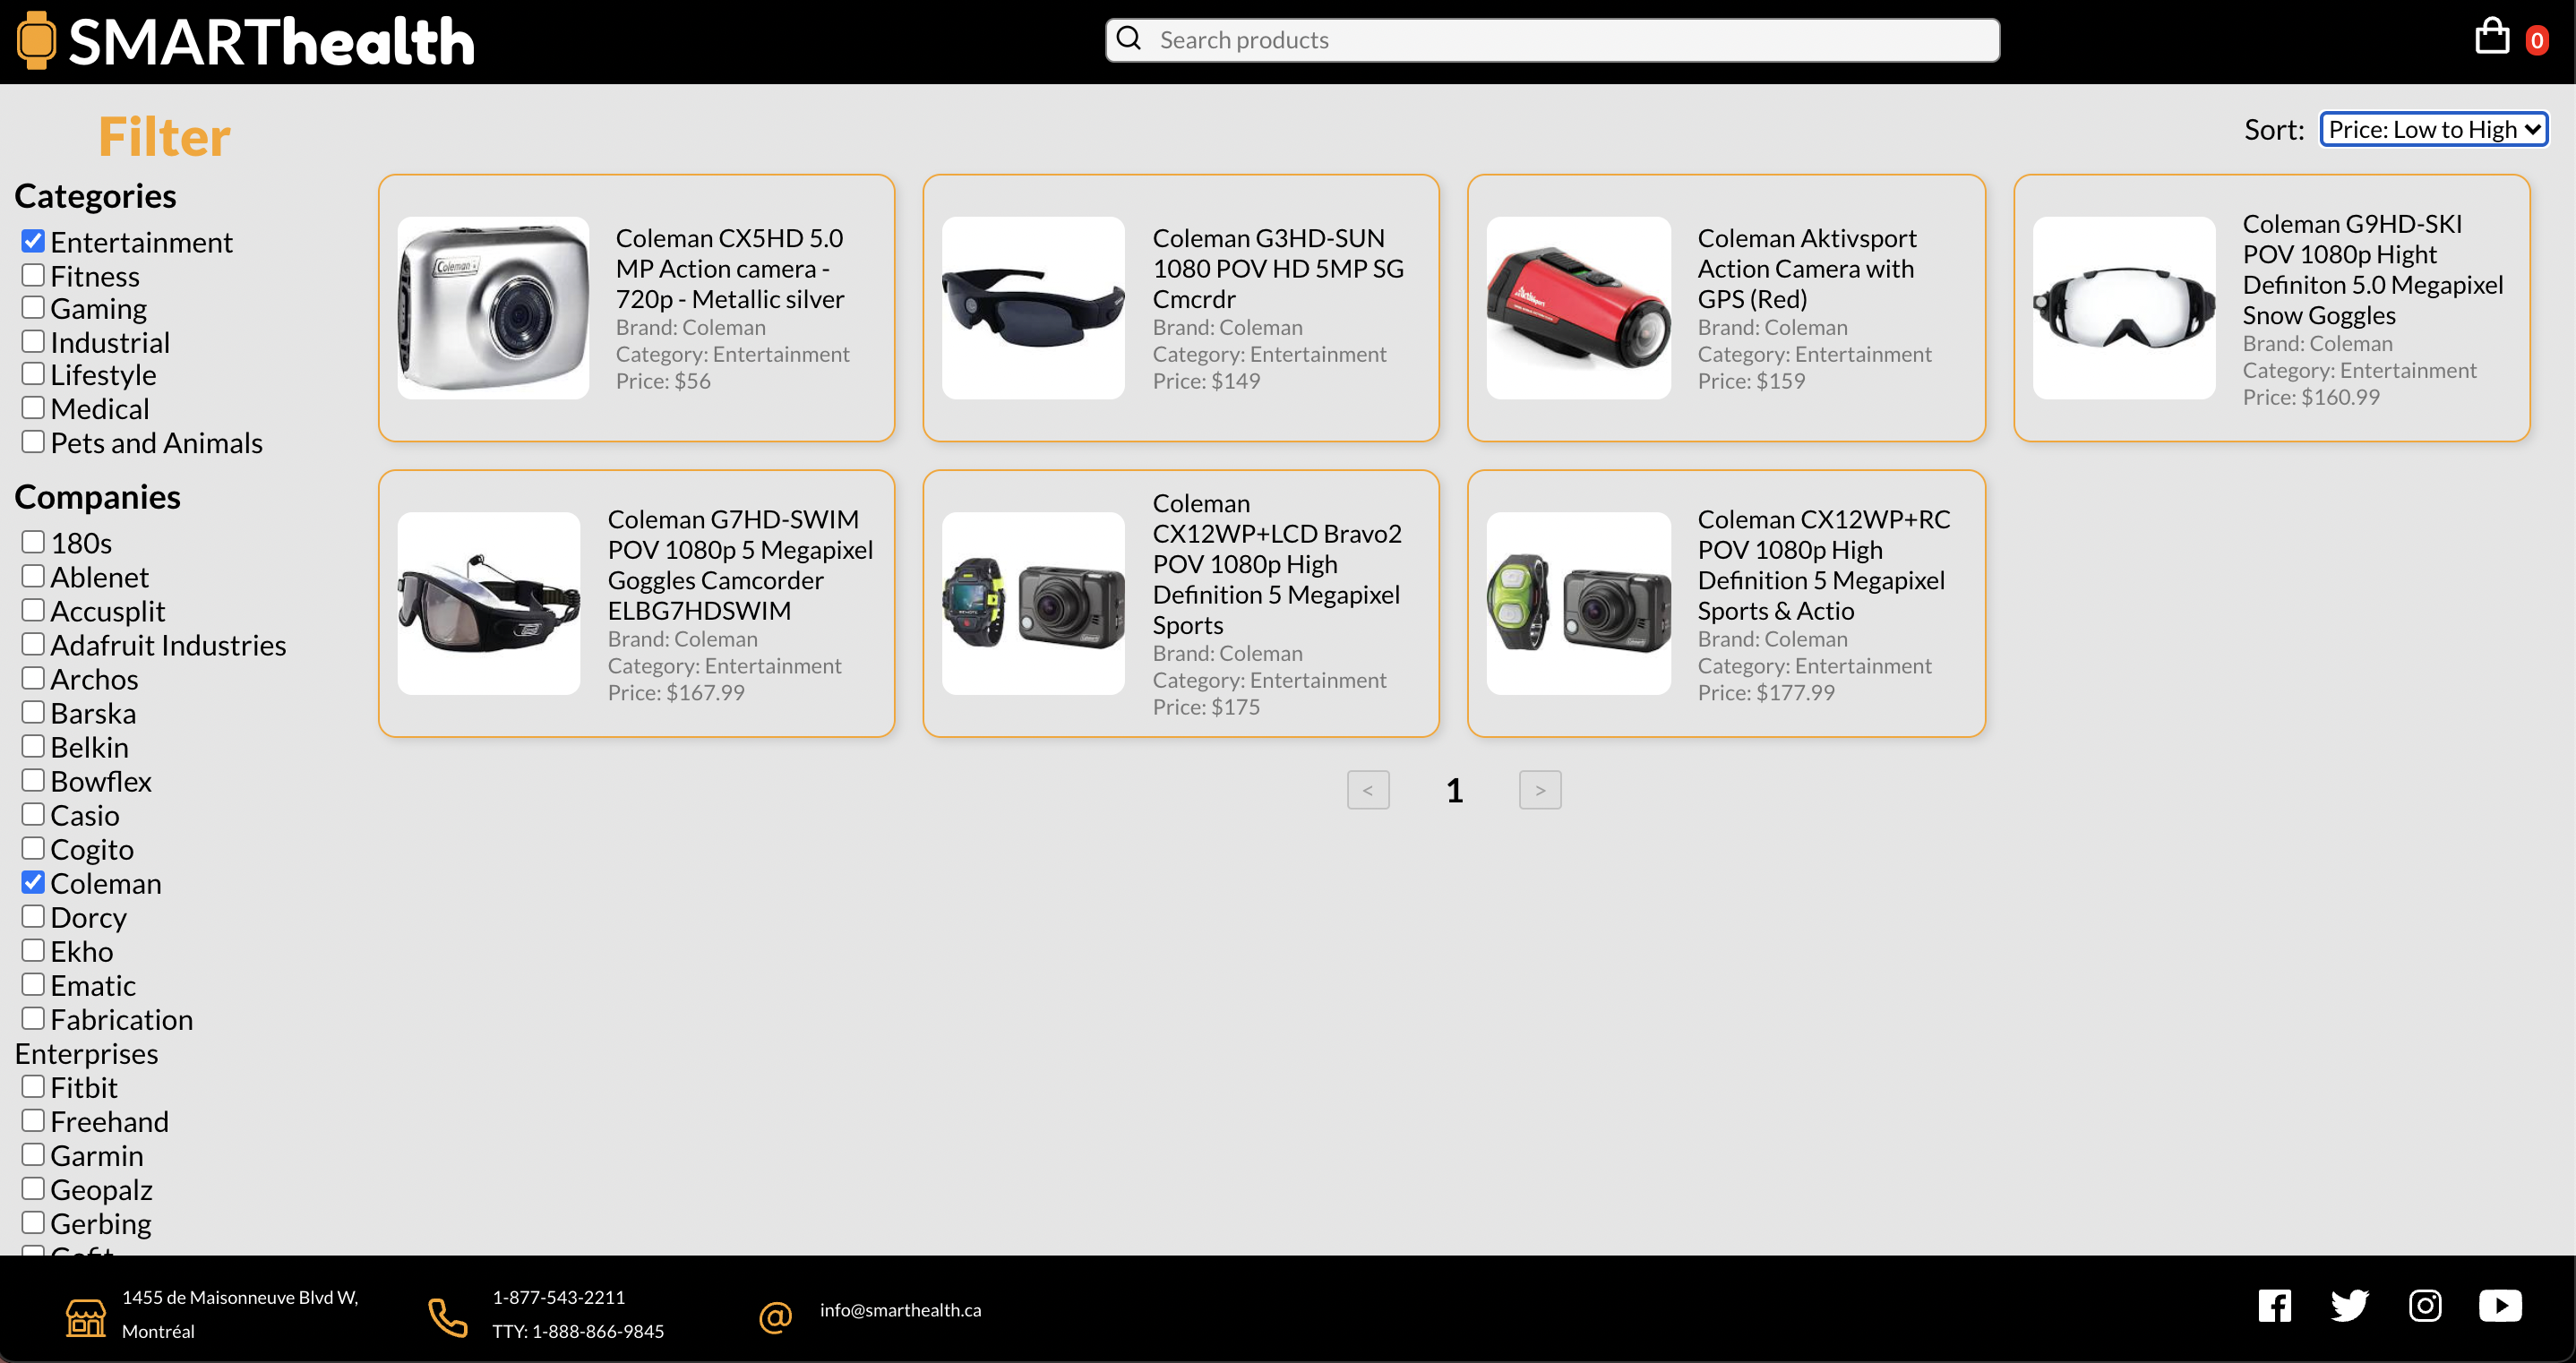 SMARThealth
Search products
0
Filter
Sort: Price: Low to High
Categories
Entertainment
Fitness
Gaming
Industrial
Lifestyle
Medical
Pets and Animals
Companies
180s
Ablenet
Accusplit
Adafruit Industries
Archos
Barska
Belkin
Bowflex
Casio
Cogito
Coleman
Dorcy
Ekho
Ematic
Fabrication
Enterprises
Fitbit
Freehand
Garmin
Geopalz
Gerbing
Coleman
Coleman CX5HD 5.0
MP Action camera -
720p - Metallic silver
Brand: Coleman
Category: Entertainment
Price: $56
Coleman G3HD-SUN
1080 POV HD 5MP SG
Cmcrdr
Brand: Coleman
Category: Entertainment
Price: $149
Coleman Aktivsport
Action Camera with
GPS (Red)
Brand: Coleman
Category: Entertainment
Price: $159
Coleman G9HD-SKI
POV 1080p Hight
Definiton 5.0 Megapixel
Snow Goggles
Brand: Coleman
Category: Entertainment
Price: $160.99
Coleman G7HD-SWIM
POV 1080p 5 Megapixel
Goggles Camcorder
ELBG7HDSWIM
Brand: Coleman
Category: Entertainment
Price: $167.99
Coleman
CX12WP+LCD Bravo2
POV 1080p High
Definition 5 Megapixel
Sports
Brand: Coleman
Category: Entertainment
Price: $175
Coleman CX12WP+RC
POV 1080p High
Definition 5 Megapixel
Sports & Actio
Brand: Coleman
Category: Entertainment
Price: $177.99
< 1 >
1455 de Maisonneuve Blvd W,
Montréal
1-877-543-2211
TTY: 1-888-866-9845
@
info@smarthealth.ca